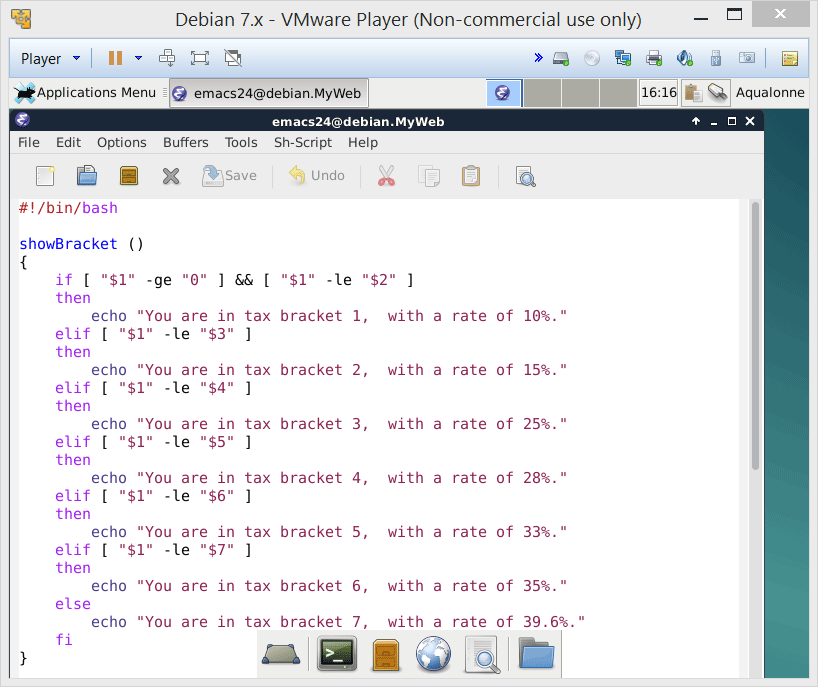 Debian 7.x - VMware Player (Non-commercial use only)
Player
Applications Menu emacs24@debian.MyWeb 16:16 Aqualonne
emacs24@debian.MyWeb
File Edit Options Buffers Tools Sh-Script Help
Save Undo
#!/bin/bash
showBracket ()
{
    if [ "$1" -ge "0" ] && [ "$1" -le "$2" ]
    then
        echo "You are in tax bracket 1,  with a rate of 10%."
    elif [ "$1" -le "$3" ]
    then
        echo "You are in tax bracket 2,  with a rate of 15%."
    elif [ "$1" -le "$4" ]
    then
        echo "You are in tax bracket 3,  with a rate of 25%."
    elif [ "$1" -le "$5" ]
    then
        echo "You are in tax bracket 4,  with a rate of 28%."
    elif [ "$1" -le "$6" ]
    then
        echo "You are in tax bracket 5,  with a rate of 33%."
    elif [ "$1" -le "$7" ]
    then
        echo "You are in tax bracket 6,  with a rate of 35%."
    else
        echo "You are in tax bracket 7,  with a rate of 39.6%."
    fi
}